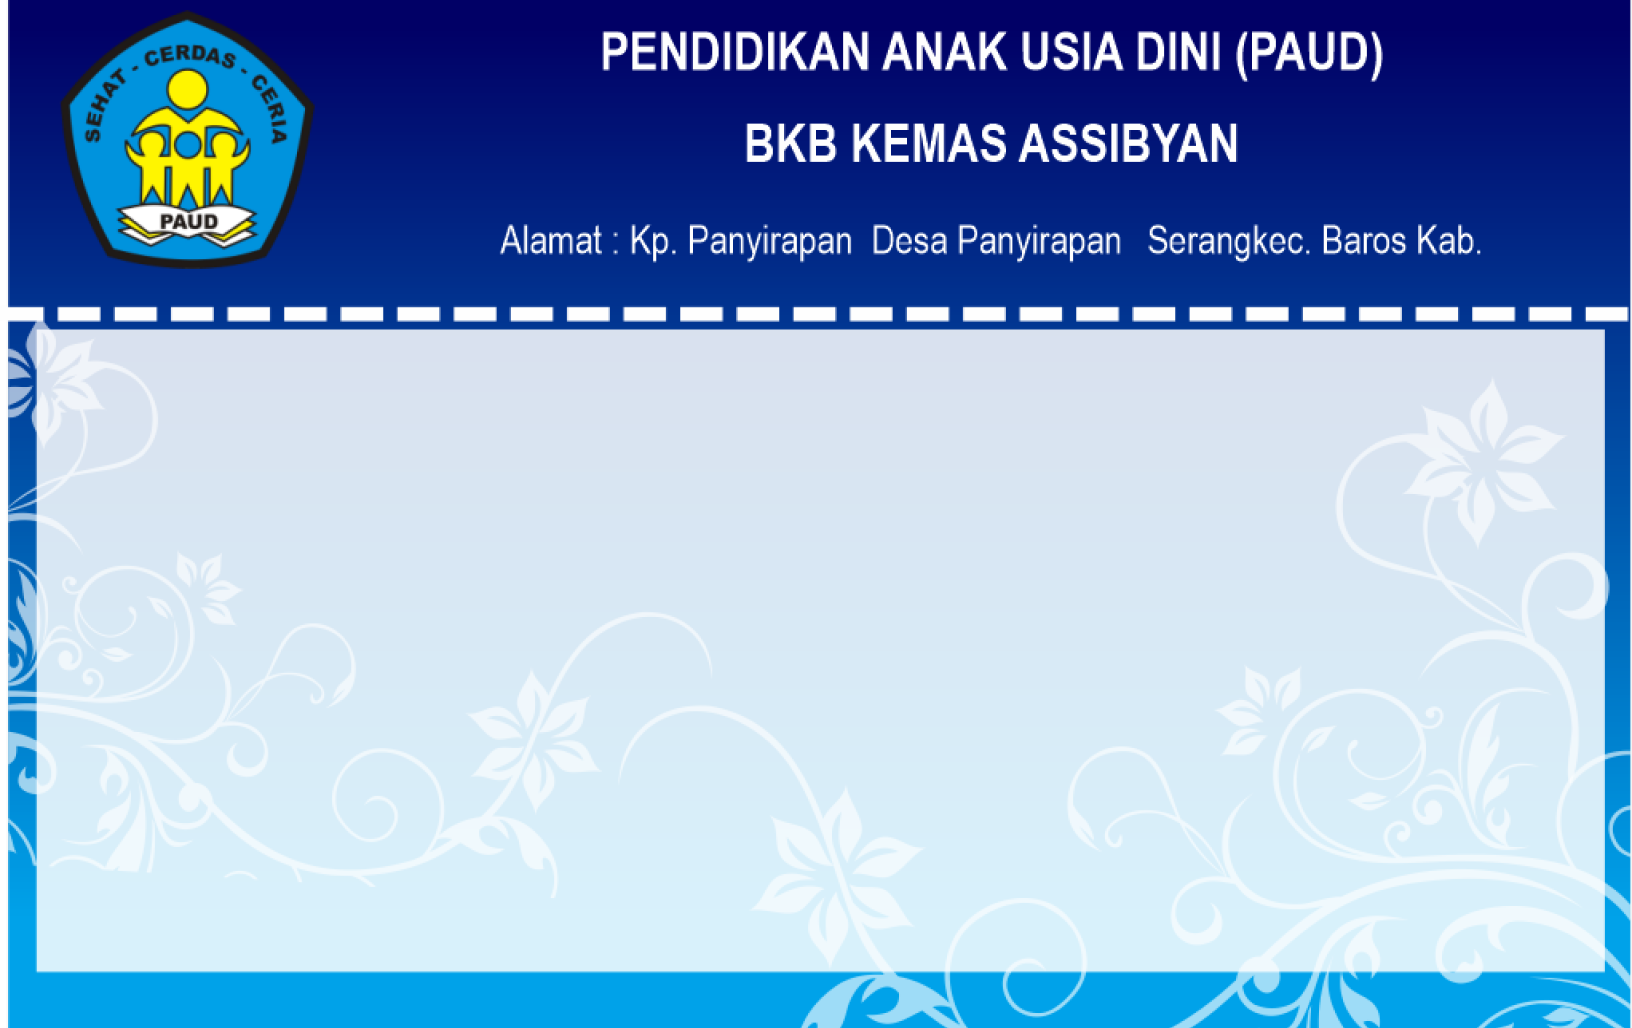 SEHAT - CERDAS - CERIA
PAUD
PENDIDIKAN ANAK USIA DINI (PAUD)
BKB KEMAS ASSIBYAN
Alamat : Kp. Panyirapan Desa Panyirapan Serangkec. Baros Kab.